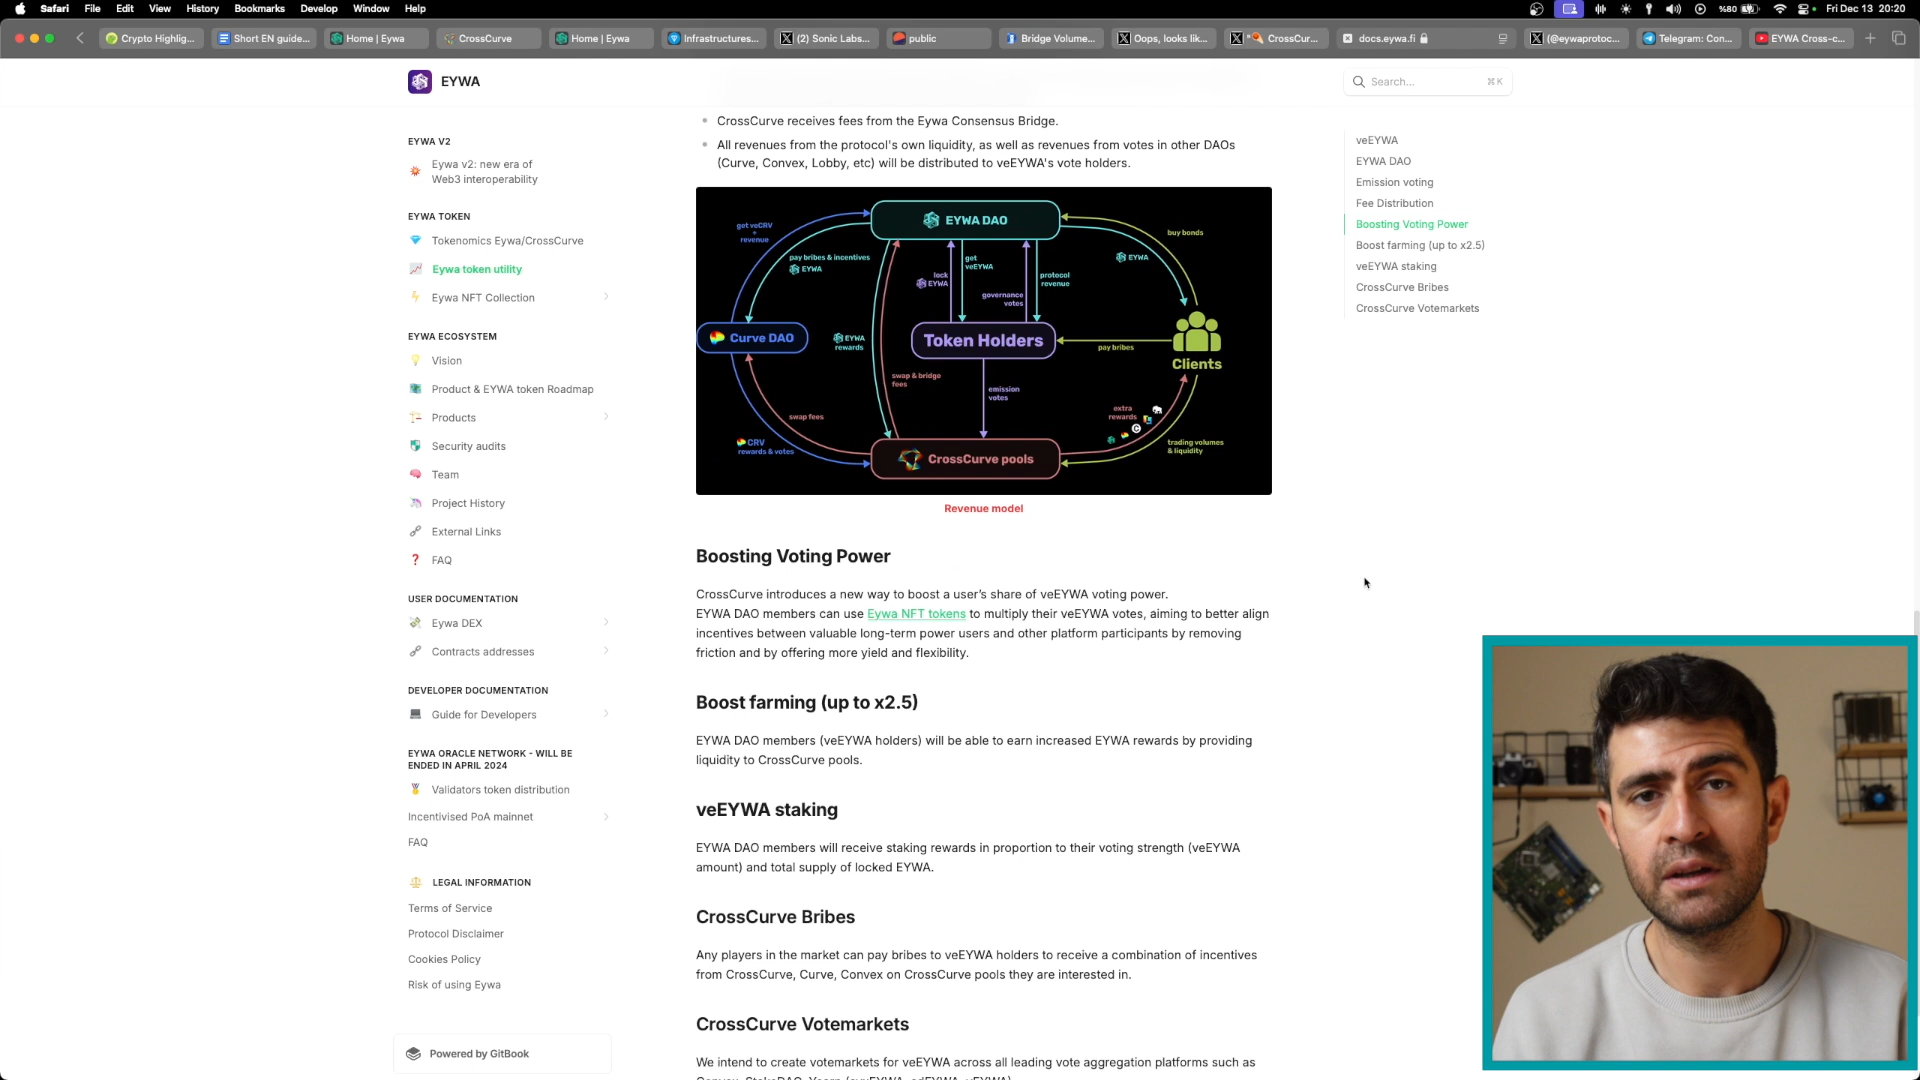 Safari File Edit View History Bookmarks Develop Window Help
%80 Fri Dec 13 20:20
Crypto Highlig...
Short EN guide...
Home | Eywa
CrossCurve
Home | Eywa
Infrastructures...
(2) Sonic Labs...
public
Bridge Volume...
Oops, looks lik...
CrossCur...
docs.eywa.fi
(@eywaprotoc...
Telegram: Con...
EYWA Cross-c...
EYWA
Search... ⌘K
EYWA V2
Eywa v2: new era of
Web3 interoperability
EYWA TOKEN
Tokenomics Eywa/CrossCurve
Eywa token utility
Eywa NFT Collection
EYWA ECOSYSTEM
Vision
Product & EYWA token Roadmap
Products
Security audits
Team
Project History
External Links
FAQ
USER DOCUMENTATION
Eywa DEX
Contracts addresses
DEVELOPER DOCUMENTATION
Guide for Developers
EYWA ORACLE NETWORK - WILL BE
ENDED IN APRIL 2024
Validators token distribution
Incentivised PoA mainnet
FAQ
LEGAL INFORMATION
Terms of Service
Protocol Disclaimer
Cookies Policy
Risk of using Eywa
Powered by GitBook
CrossCurve receives fees from the Eywa Consensus Bridge.
All revenues from the protocol's own liquidity, as well as revenues from votes in other DAOs
(Curve, Convex, Lobby, etc) will be distributed to veEYWA's vote holders.
EYWA DAO
get veCRV
+
revenue
pay bribes & incentives
EYWA
lock
EYWA
get
veEYWA
governance
votes
protocol
revenue
EYWA
buy bonds
Curve DAO
EYWA
rewards
Token Holders
pay bribes
Clients
swap & bridge
fees
emission
votes
swap fees
CRV
rewards & votes
extra
rewards
trading volumes
& liquidity
CrossCurve pools
Revenue model
Boosting Voting Power
CrossCurve introduces a new way to boost a user's share of veEYWA voting power.
EYWA DAO members can use Eywa NFT tokens to multiply their veEYWA votes, aiming to better align
incentives between valuable long-term power users and other platform participants by removing
friction and by offering more yield and flexibility.
Boost farming (up to x2.5)
EYWA DAO members (veEYWA holders) will be able to earn increased EYWA rewards by providing
liquidity to CrossCurve pools.
veEYWA staking
EYWA DAO members will receive staking rewards in proportion to their voting strength (veEYWA
amount) and total supply of locked EYWA.
CrossCurve Bribes
Any players in the market can pay bribes to veEYWA holders to receive a combination of incentives
from CrossCurve, Curve, Convex on CrossCurve pools they are interested in.
CrossCurve Votemarkets
We intend to create votemarkets for veEYWA across all leading vote aggregation platforms such as
veEYWA
EYWA DAO
Emission voting
Fee Distribution
Boosting Voting Power
Boost farming (up to x2.5)
veEYWA staking
CrossCurve Bribes
CrossCurve Votemarkets